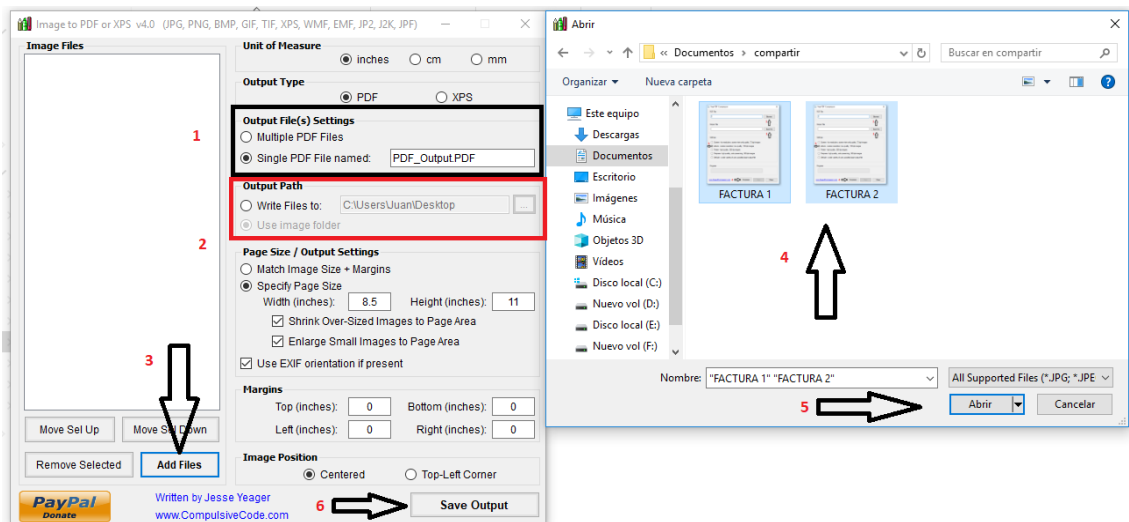 Image to PDF or XPS v4.0 (JPG, PNG, BMP, GIF, TIF, XPS, WMF, EMF, JP2, J2K, JPF)
Image Files
Move Sel Up
Move Sel Down
Remove Selected
Add Files
PayPal
Donate
Written by Jesse Yeager
www.CompulsiveCode.com
Unit of Measure
inches cm mm
Output Type
PDF XPS
1
Output File(s) Settings
Multiple PDF Files
Single PDF File named: PDF_Output.PDF
2
Output Path
Write Files to: C:\Users\Juan\Desktop ...
Use image folder
Page Size / Output Settings
Match Image Size + Margins
Specify Page Size
Width (inches): 8.5 Height (inches): 11
Shrink Over-Sized Images to Page Area
Enlarge Small Images to Page Area
Use EXIF orientation if present
3
Margins
Top (inches): 0 Bottom (inches): 0
Left (inches): 0 Right (inches): 0
Image Position
Centered Top-Left Corner
6
Save Output
Abrir
« Documentos › compartir
Buscar en compartir
Organizar Nueva carpeta
Este equipo
Descargas
Documentos
Escritorio
Imágenes
Música
Objetos 3D
Vídeos
Disco local (C:)
Nuevo vol (D:)
Disco local (E:)
Nuevo vol (F:)
FACTURA 1
FACTURA 2
4
Nombre: "FACTURA 1" "FACTURA 2"
All Supported Files (*.JPG; *.JPE
5
Abrir
Cancelar